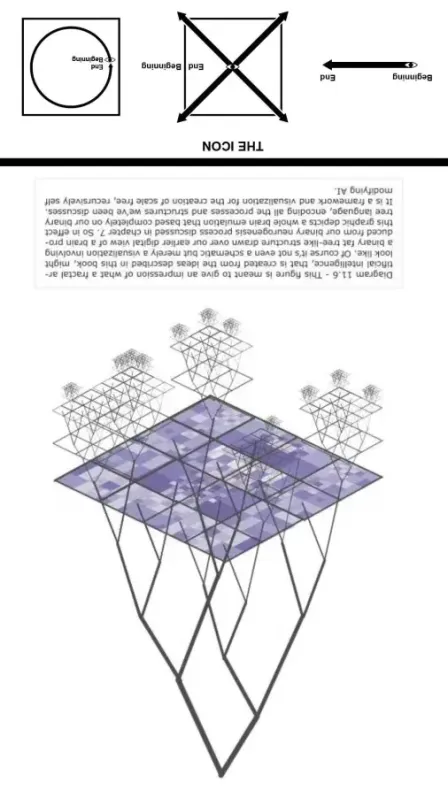 Diagram 11.6 - This figure is meant to give an impression of what a fractal ar-
tificial intelligence, that is created from the ideas described in this book, might
look like. Of course it's not even a schematic but merely a visualization involving
a binary fat tree-like structure drawn over our earlier digital view of a brain pro-
duced from our binary neurogenesis process discussed in chapter 7. So in effect
this graphic depicts a whole brain emulation that based completely on our binary
tree language, encoding all the processes and structures we've been discusses.
It is a framework and visualization for the creation of scale free, recursively self
modifying AI.
THE ICON
Beginning End
End Beginning
End
Beginning